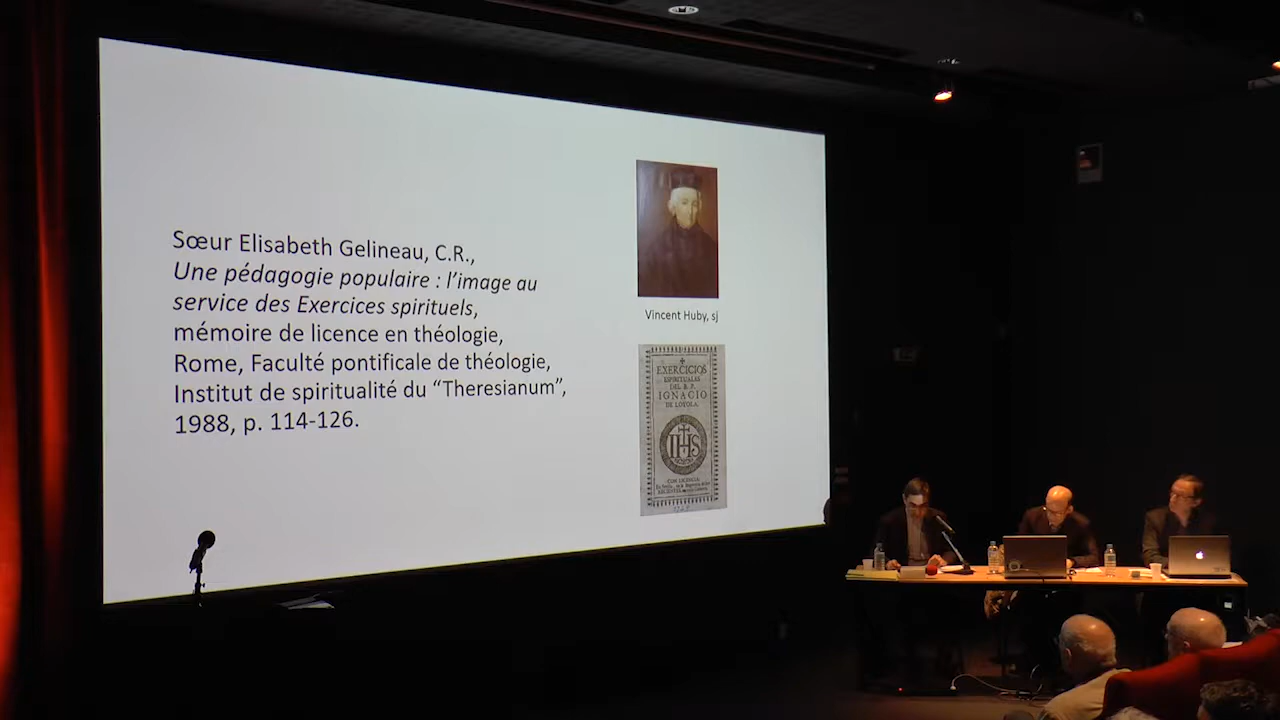 Sœur Elisabeth Gelineau, C.R.,
Une pédagogie populaire : l’image au
service des Exercices spirituels,
mémoire de licence en théologie,
Rome, Faculté pontificale de théologie,
Institut de spiritualité du “Theresianum”,
1988, p. 114-126.
Vincent Huby, sj
EXERCICIOS
ESPIRITUALES
DEL B. P.
IGNACIO
DE LOYOLA.
IHS
CON LICENCIA: